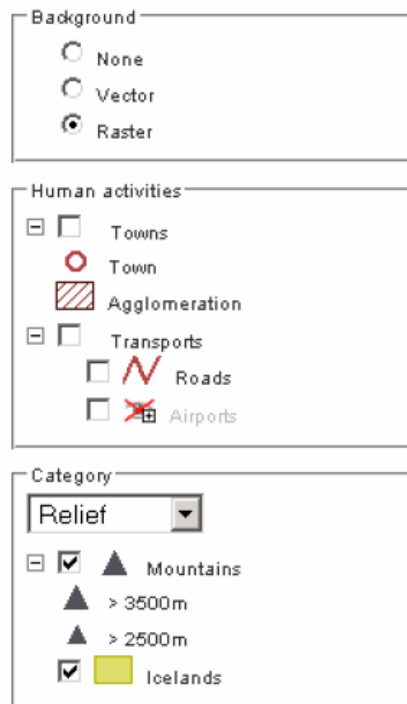 Background
None
Vector
Raster
Human activities
Towns
Town
Agglomeration
Transports
Roads
Airports
Category
Relief
Mountains
> 3500m
> 2500m
Icelands